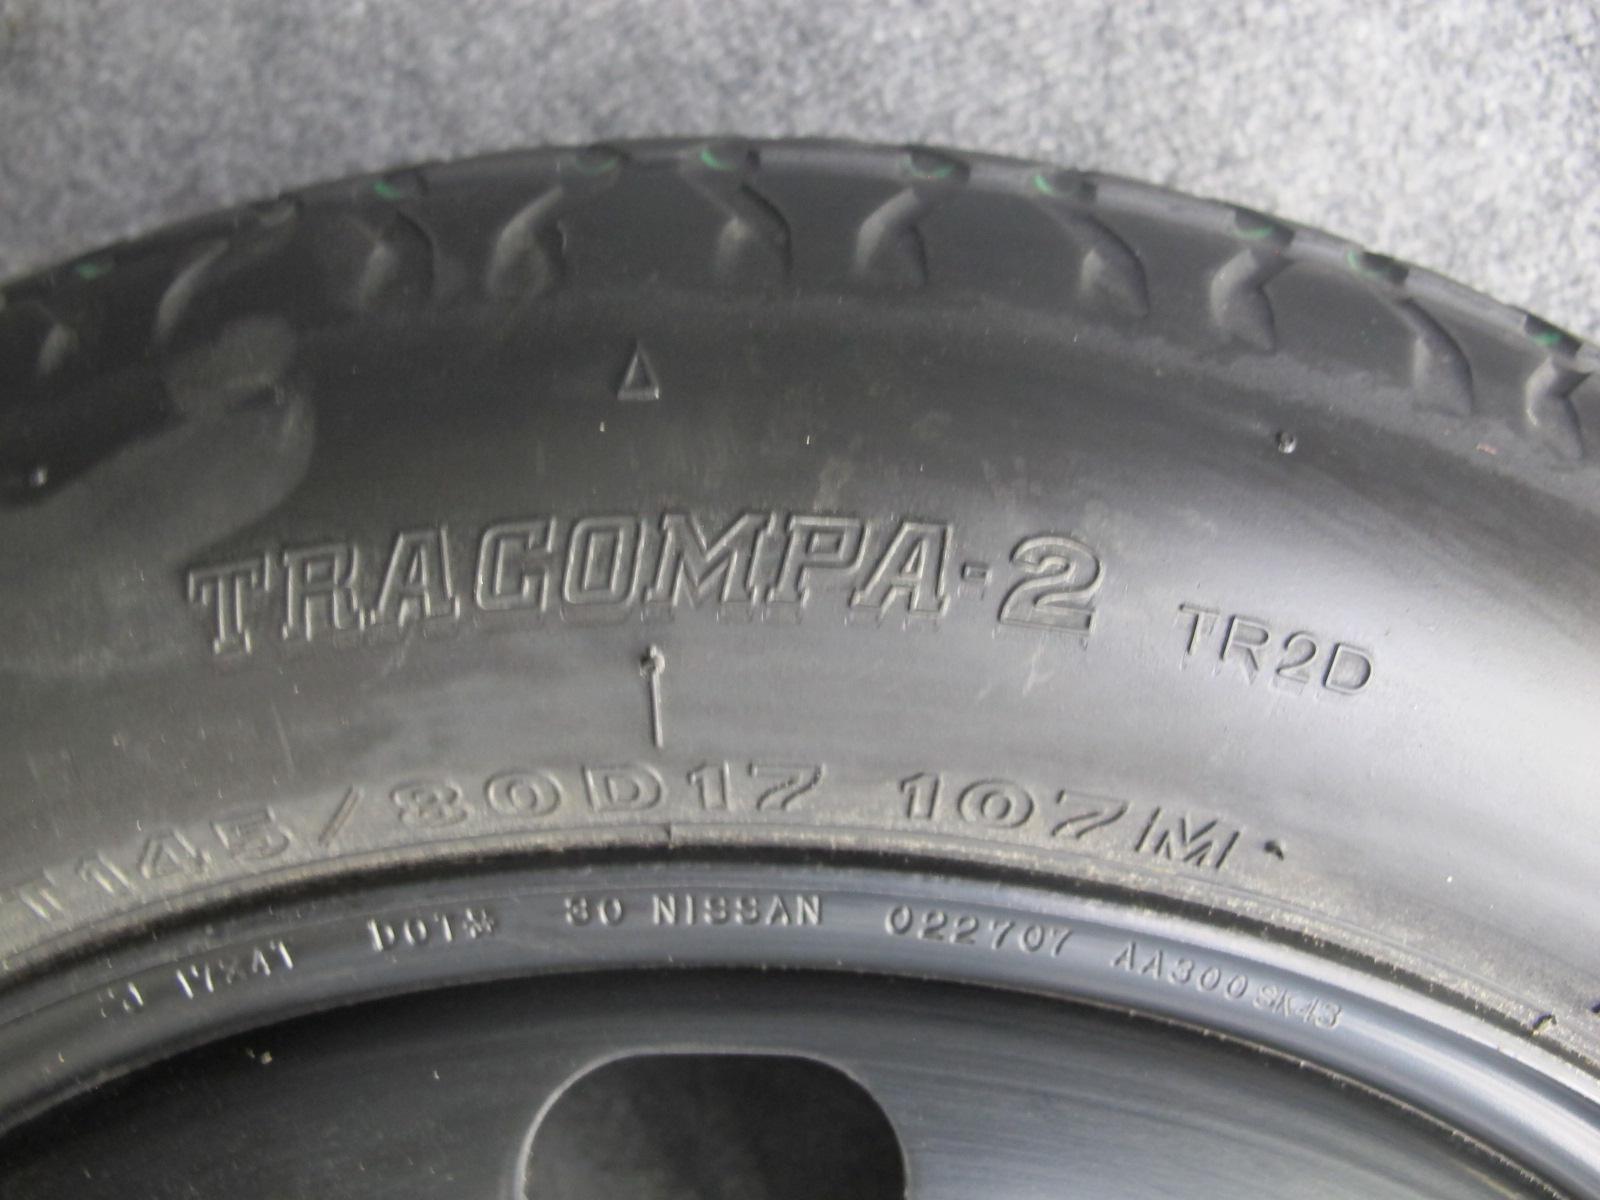 TRACOMPA-2 TR2D
T145/80D17 107M
17X4T DOT 30 NISSAN 022707 AA300SK43